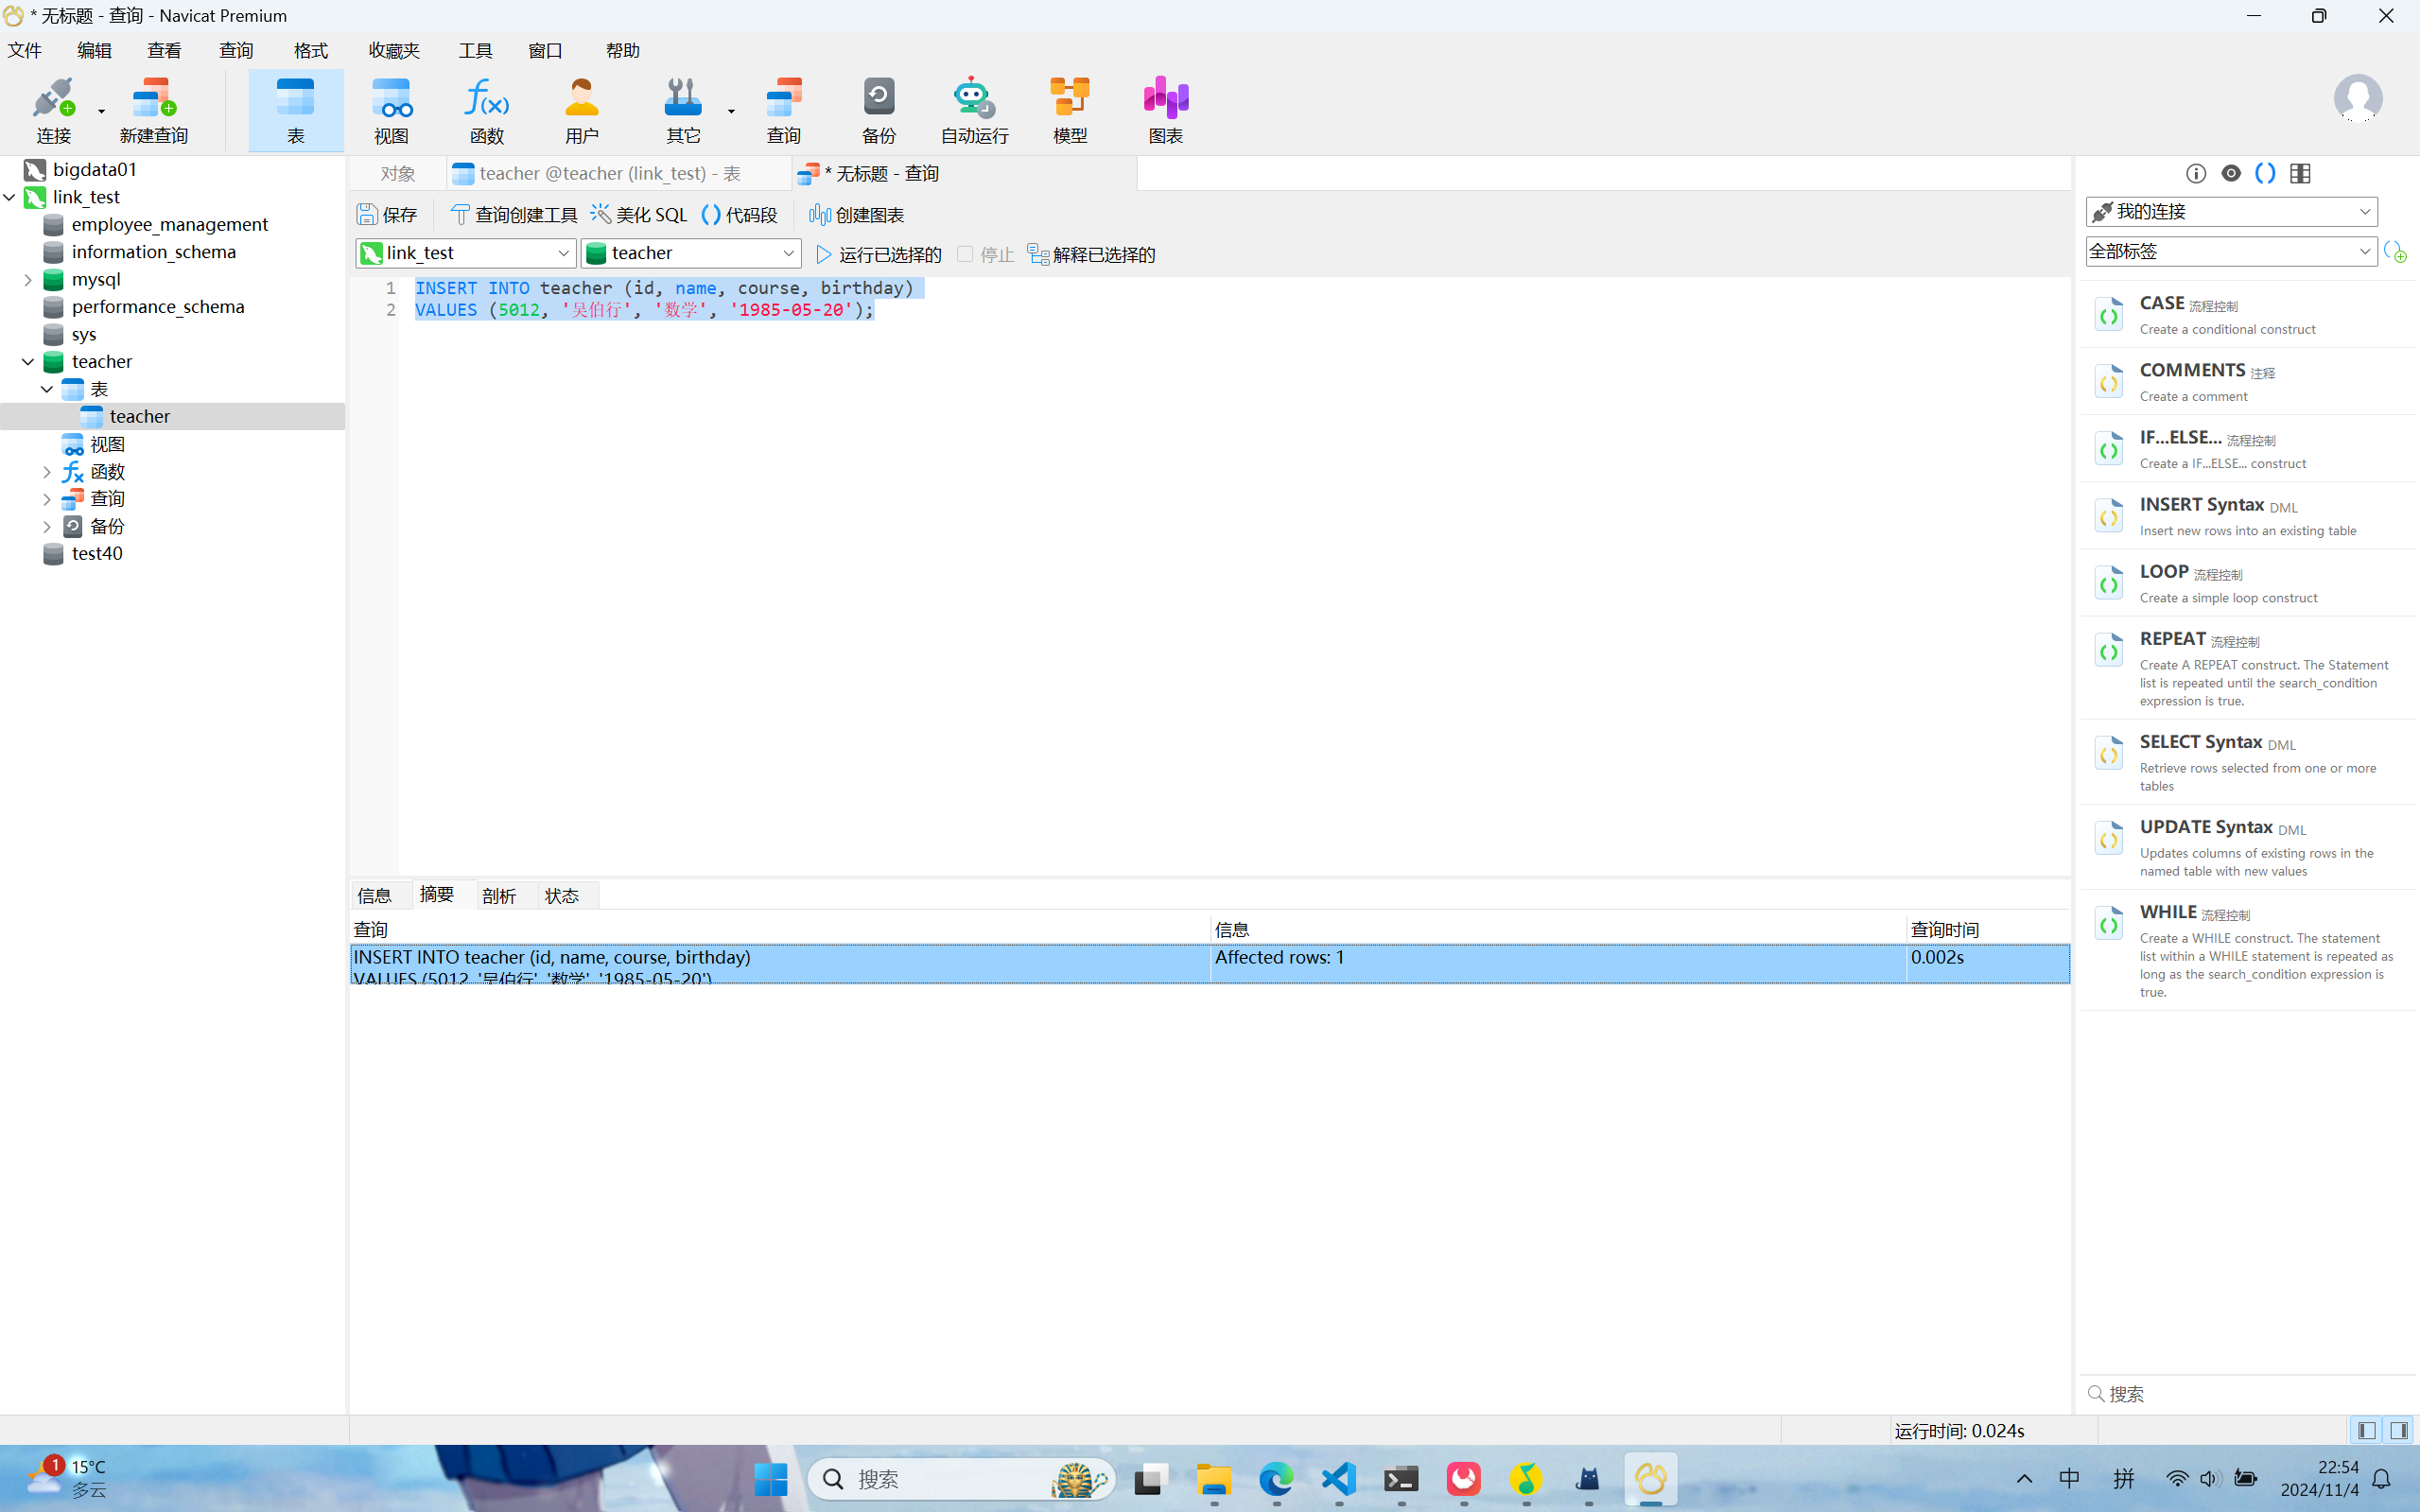 * 无标题 - 查询 - Navicat Premium
文件 编辑 查看 查询 格式 收藏夹 工具 窗口 帮助
连接 新建查询 表 视图 函数 用户 其它 查询 备份 自动运行 模型 图表
bigdata01
link_test
employee_management
information_schema
mysql
performance_schema
sys
teacher
表
teacher
视图
函数
查询
备份
test40
对象 teacher @teacher (link_test) - 表 * 无标题 - 查询
保存 查询创建工具 美化 SQL 代码段 创建图表
link_test teacher 运行已选择的 停止 解释已选择的
1 INSERT INTO teacher (id, name, course, birthday)
2 VALUES (5012, '吴伯行', '数学', '1985-05-20');
信息 摘要 剖析 状态
查询 信息 查询时间
INSERT INTO teacher (id, name, course, birthday) Affected rows: 1 0.002s
VALUES (5012, '吴伯行', '数学', '1985-05-20')
我的连接
全部标签
CASE 流程控制
Create a conditional construct
COMMENTS 注释
Create a comment
IF...ELSE... 流程控制
Create a IF...ELSE... construct
INSERT Syntax DML
Insert new rows into an existing table
LOOP 流程控制
Create a simple loop construct
REPEAT 流程控制
Create A REPEAT construct. The Statement
list is repeated until the search_condition
expression is true.
SELECT Syntax DML
Retrieve rows selected from one or more
tables
UPDATE Syntax DML
Updates columns of existing rows in the
named table with new values
WHILE 流程控制
Create a WHILE construct. The statement
list within a WHILE statement is repeated as
long as the search_condition expression is
true.
搜索
运行时间: 0.024s
1
15°C
多云
搜索
中 拼
22:54
2024/11/4